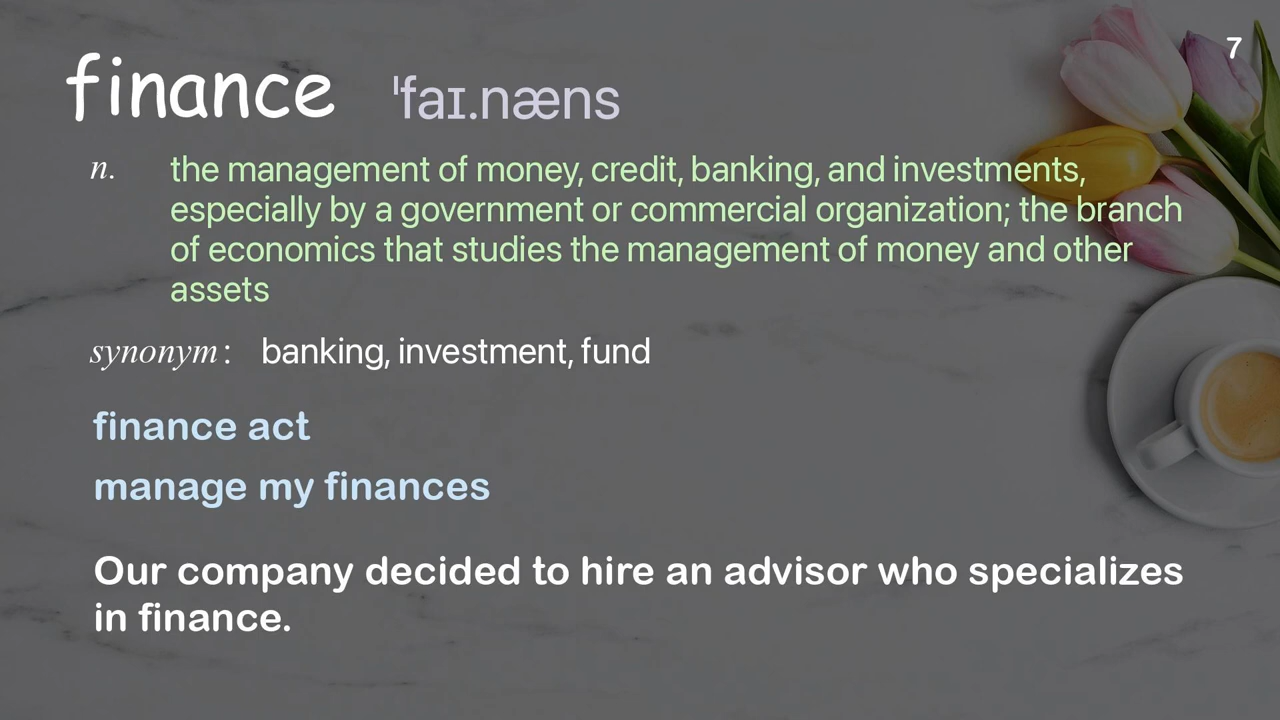 7
finance ˈfaɪ.næns
n. the management of money, credit, banking, and investments,
especially by a government or commercial organization; the branch
of economics that studies the management of money and other
assets
synonym: banking, investment, fund
finance act
manage my finances
Our company decided to hire an advisor who specializes
in finance.